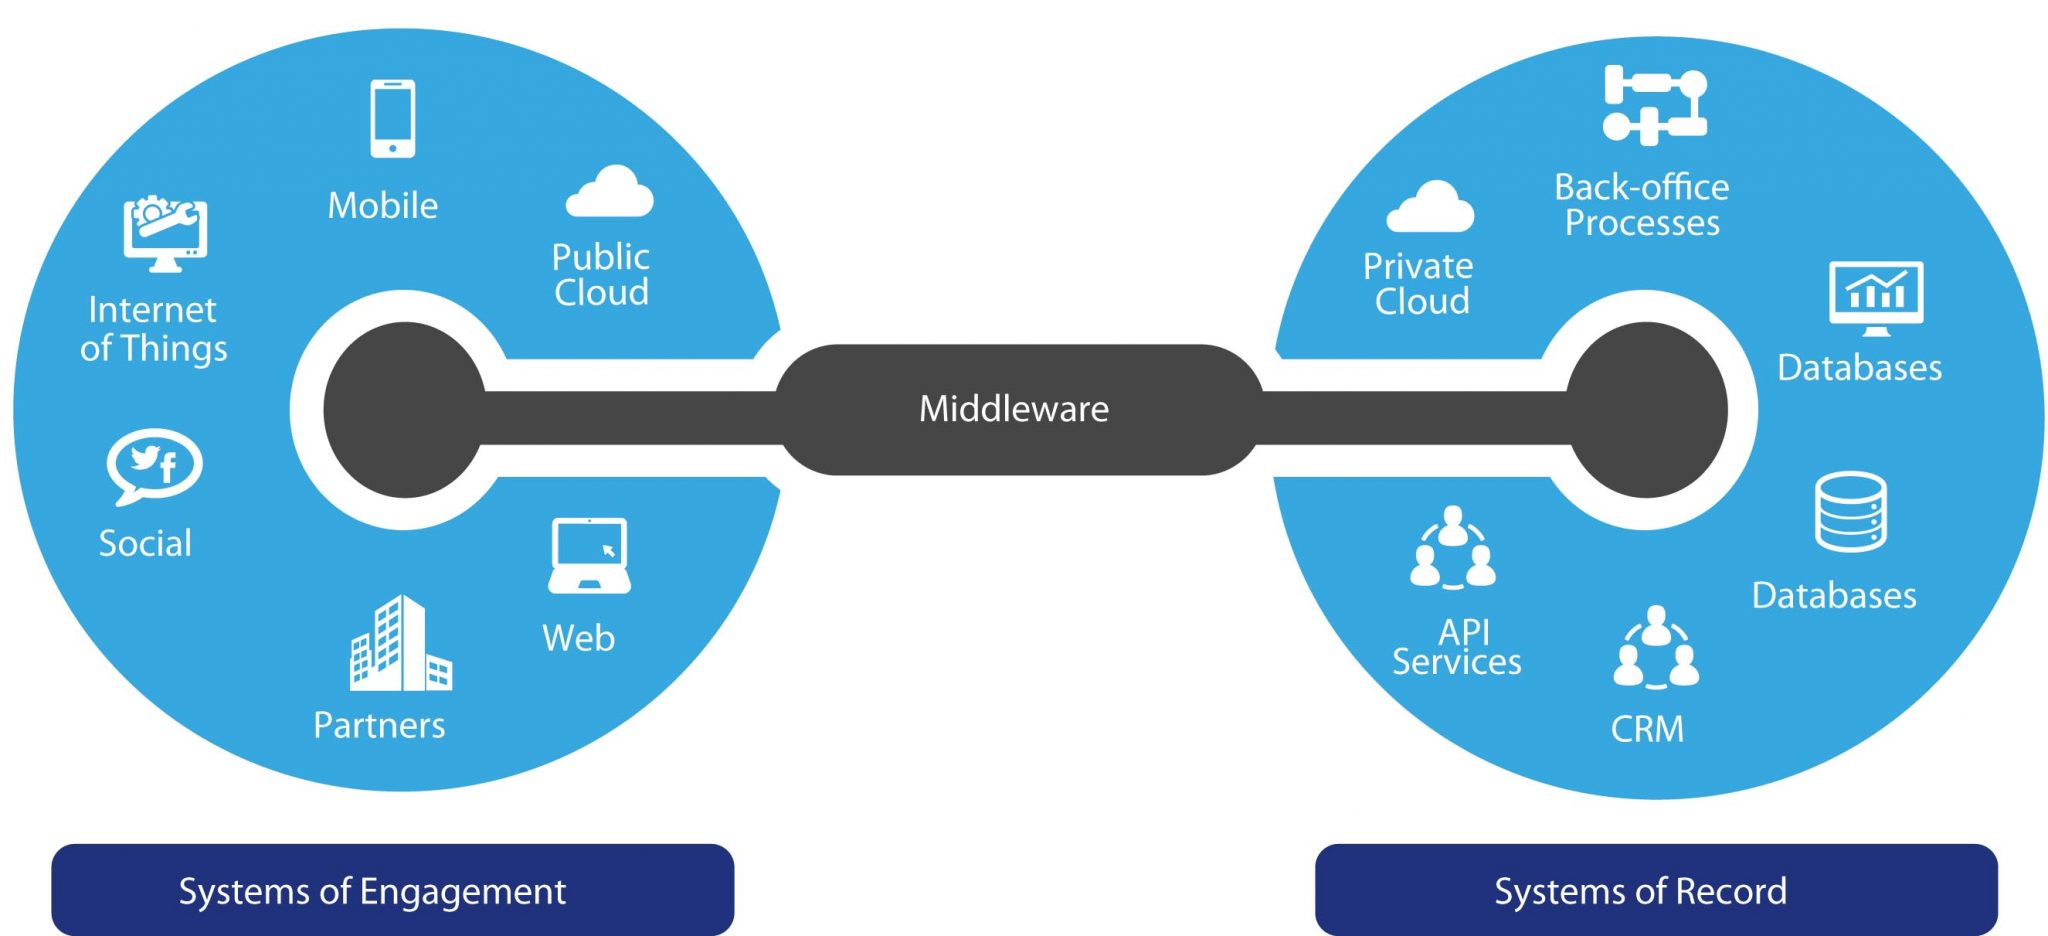 Mobile
Public
Cloud
Internet
of Things
Social
Partners
Web
Middleware
Back-office
Processes
Private
Cloud
Databases
Databases
API
Services
CRM
Systems of Engagement
Systems of Record